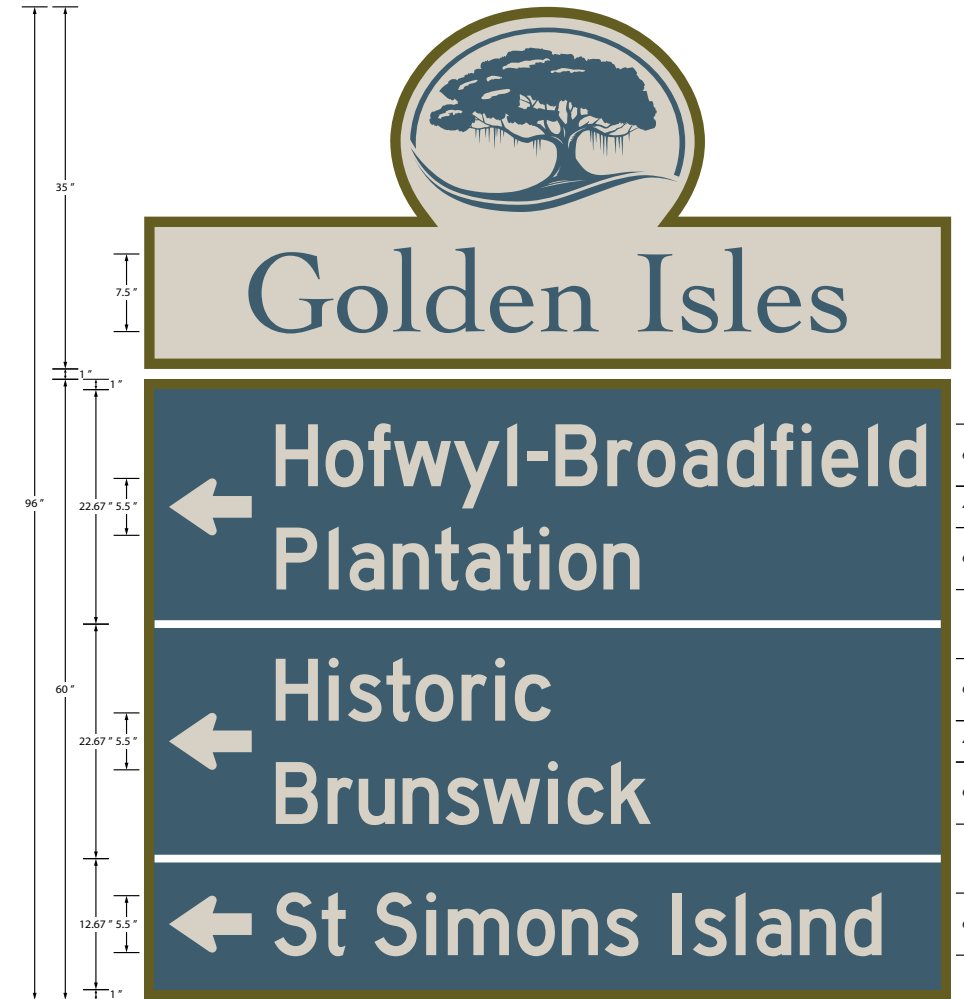 35"
7.5"
Golden Isles
1"
1"
96"
22.67"
5.5"
Hofwyl-Broadfield
Plantation
60"
22.67"
5.5"
Historic
Brunswick
12.67"
5.5"
St Simons Island
1"